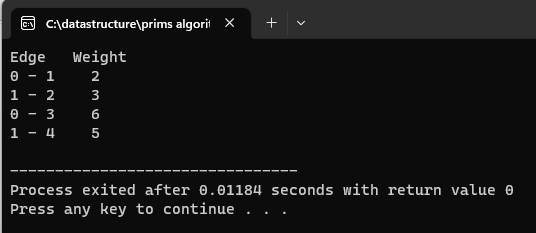 C:\datastructure\prims algorit
Edge   Weight
0 - 1    2
1 - 2    3
0 - 3    6
1 - 4    5
--------------------------------
Process exited after 0.01184 seconds with return value 0
Press any key to continue . . .